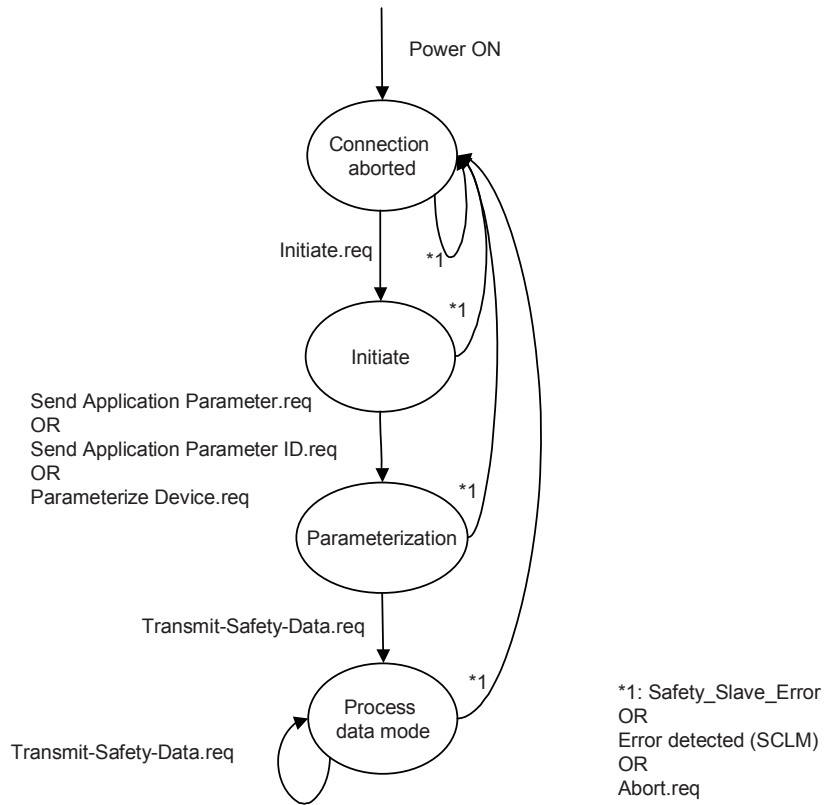 Power ON
Connection
aborted
Initiate.req
*1
*1
Initiate
Send Application Parameter.req
OR
Send Application Parameter ID.req
OR
Parameterize Device.req
*1
Parameterization
Transmit-Safety-Data.req
*1
Process
data mode
Transmit-Safety-Data.req
*1: Safety_Slave_Error
OR
Error detected (SCLM)
OR
Abort.req